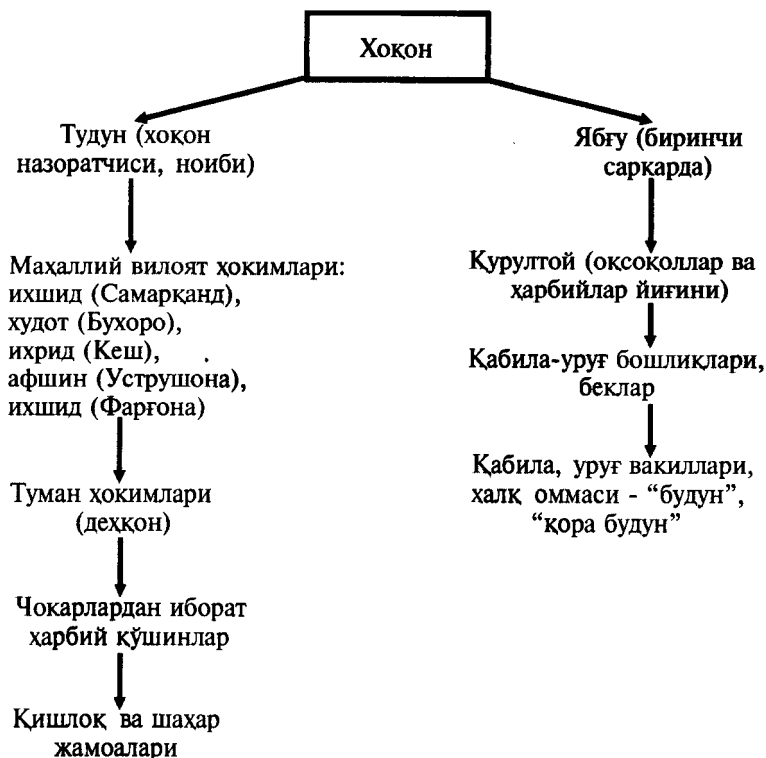 Хоқон
Тудун (хоқон
назоратчиси, ноиби)
Маҳаллий вилоят ҳокимлари:
ихшид (Самарқанд),
худот (Бухоро),
ихрид (Кеш),
афшин (Уструшона),
ихшид (Фарғона)
Туман ҳокимлари
(деҳқон)
Чокарлардан иборат
ҳарбий қўшинлар
Қишлоқ ва шаҳар
жамоалари
Ябғу (биринчи
сарқарда)
Қурултой (оқсоқоллар ва
ҳарбийлар йиғини)
Қабила-уруғ бошлиқлари,
беклар
Қабила, уруғ вакиллари,
халқ оммаси - “будун”,
“қора будун”